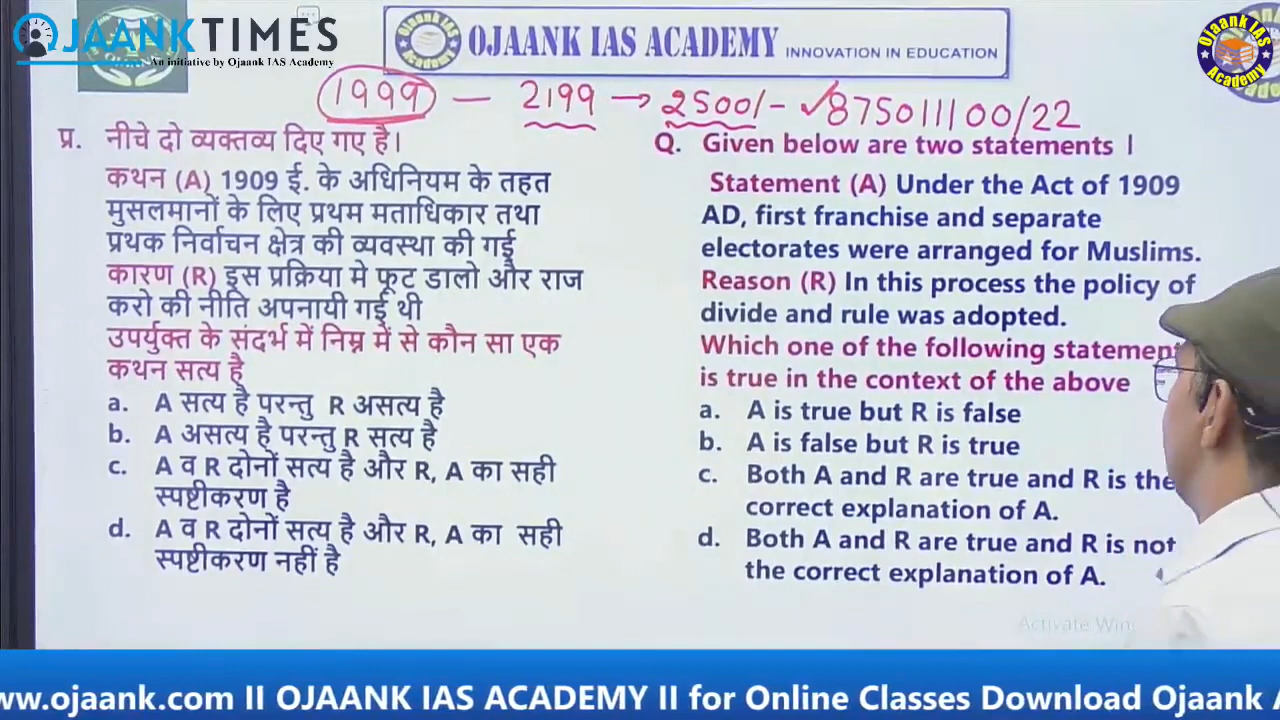 OJAANKTIMES
An initiative by Ojaank IAS Academy
OJAANK IAS ACADEMY INNOVATION IN EDUCATION
Ojaank IAS Academy
1999 — 2199 → 2500/- ✓8750111100/22
प्र. नीचे दो व्यक्तव्य दिए गए है।
कथन (A) 1909 ई. के अधिनियम के तहत
मुसलमानों के लिए प्रथम मताधिकार तथा
प्रथक निर्वाचन क्षेत्र की व्यवस्था की गई
कारण (R) इस प्रक्रिया मे फूट डालो और राज
करो की नीति अपनायी गई थी
उपर्युक्त के संदर्भ में निम्न में से कौन सा एक
कथन सत्य है
a. A सत्य है परन्तु R असत्य है
b. A असत्य है परन्तु R सत्य है
c. A व R दोनों सत्य है और R, A का सही
स्पष्टीकरण है
d. A व R दोनों सत्य है और R, A का सही
स्पष्टीकरण नहीं है
Q. Given below are two statements ।
Statement (A) Under the Act of 1909
AD, first franchise and separate
electorates were arranged for Muslims.
Reason (R) In this process the policy of
divide and rule was adopted.
Which one of the following statement
is true in the context of the above
a. A is true but R is false
b. A is false but R is true
c. Both A and R are true and R is the
correct explanation of A.
d. Both A and R are true and R is not
the correct explanation of A.
Activate Win
ww.ojaank.com II OJAANK IAS ACADEMY II for Online Classes Download Ojaank A